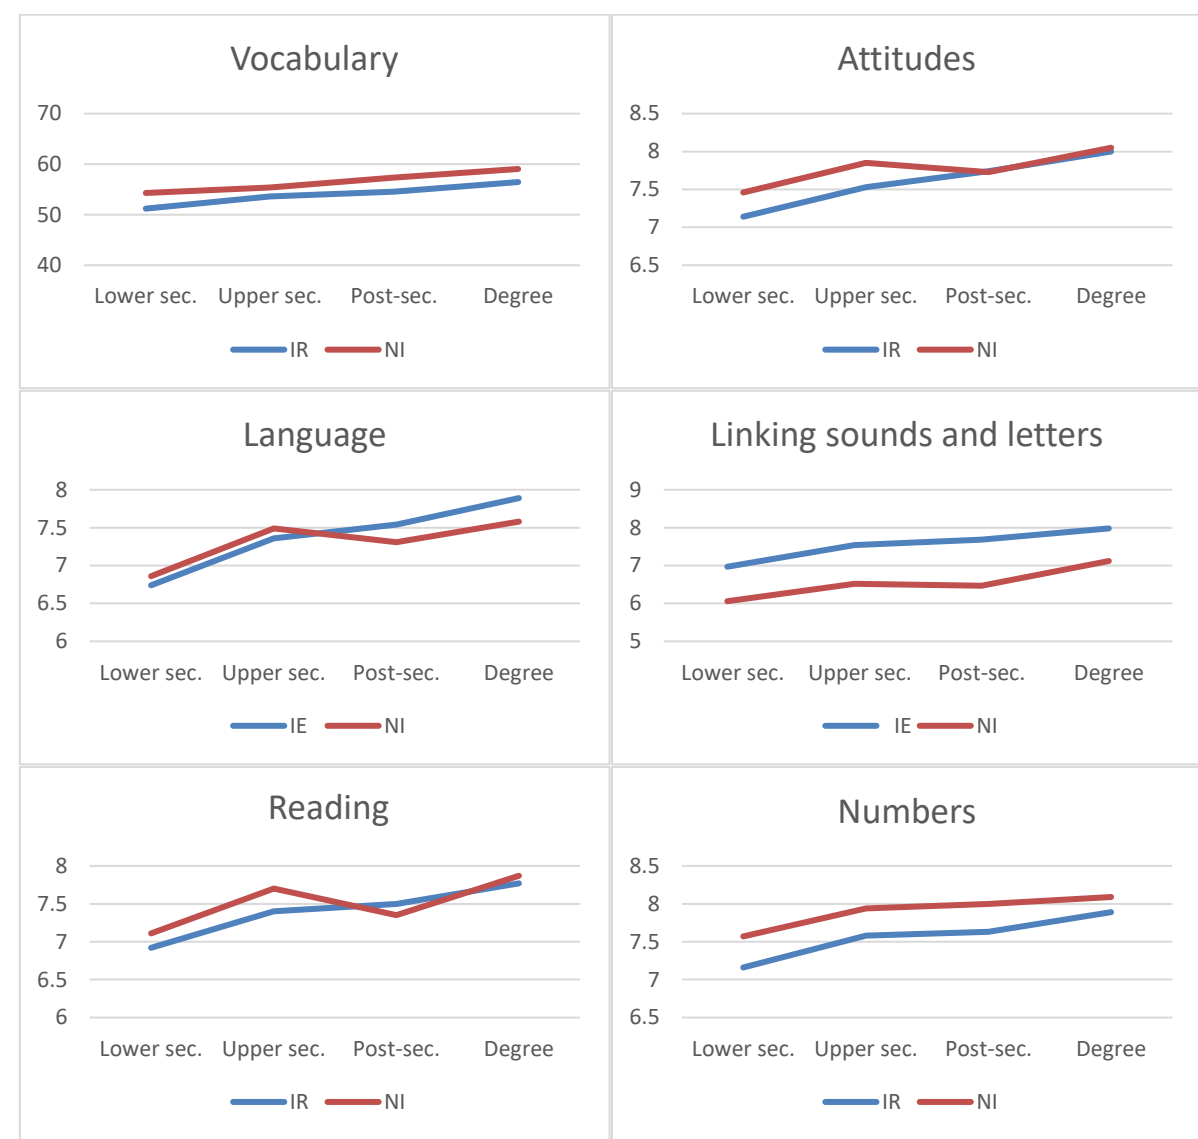 Vocabulary
70
60
50
40
Lower sec. Upper sec. Post-sec. Degree
IR NI
Attitudes
8.5
8
7.5
7
6.5
Lower sec. Upper sec. Post-sec. Degree
IR NI
Language
8
7.5
7
6.5
6
Lower sec. Upper sec. Post-sec. Degree
IE NI
Linking sounds and letters
9
8
7
6
5
Lower sec. Upper sec. Post-sec. Degree
IE NI
Reading
8
7.5
7
6.5
6
Lower sec. Upper sec. Post-sec. Degree
IR NI
Numbers
8.5
8
7.5
7
6.5
Lower sec. Upper sec. Post-sec. Degree
IR NI